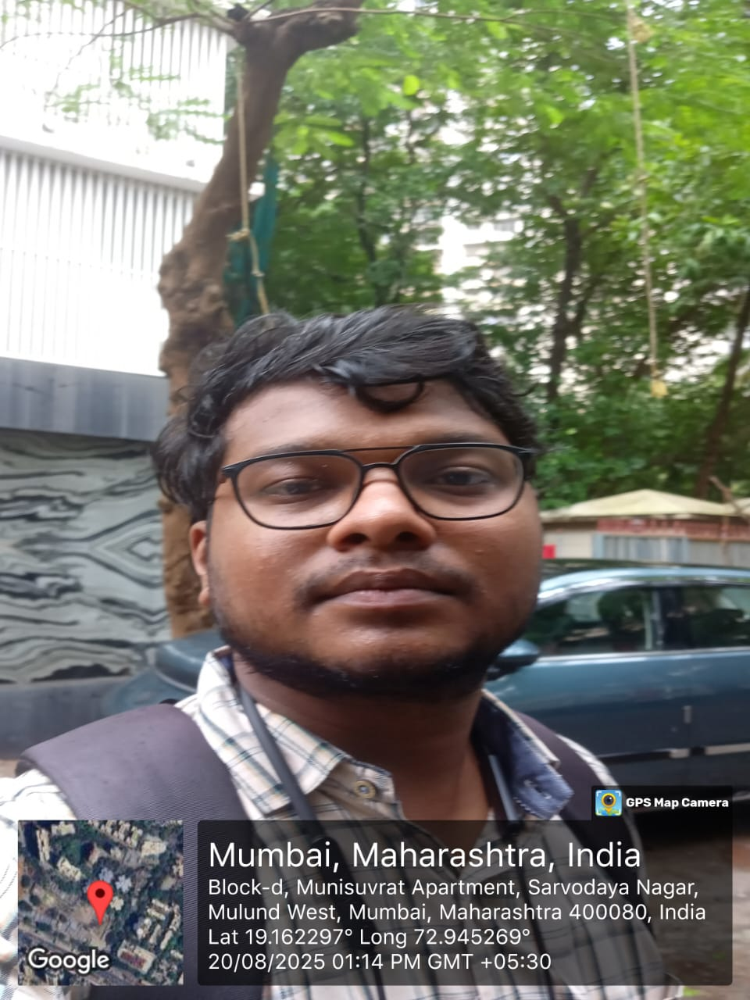 GPS Map Camera
Mumbai, Maharashtra, India
Block-d, Munisuvrat Apartment, Sarvodaya Nagar,
Mulund West, Mumbai, Maharashtra 400080, India
Lat 19.162297° Long 72.945269°
20/08/2025 01:14 PM GMT +05:30
Google